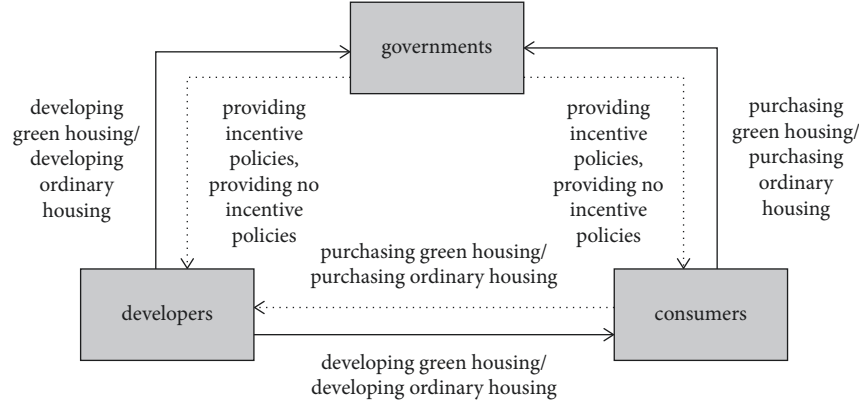 governments
developing
green housing/
developing
ordinary
housing
providing
incentive
policies,
providing no
incentive
policies
providing
incentive
policies,
providing no
incentive
policies
purchasing
green housing/
purchasing
ordinary
housing
purchasing green housing/
purchasing ordinary housing
developers
consumers
developing green housing/
developing ordinary housing